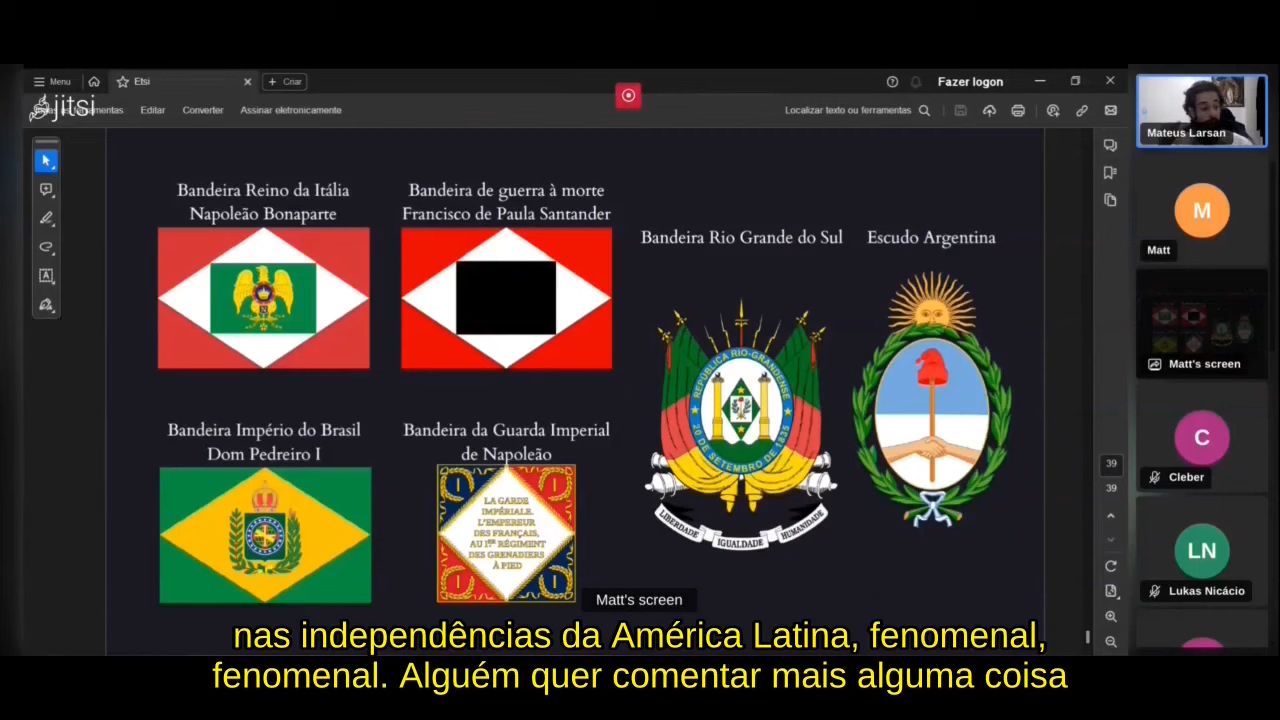 Menu
Etsi
Criar
Fazer logon
jitsi
Editar
Converter
Assinar eletronicamente
Localizar texto ou ferramentas
Bandeira Reino da Itália
Napoleão Bonaparte
Bandeira de guerra à morte
Francisco de Paula Santander
Bandeira Rio Grande do Sul
Escudo Argentina
REPÚBLICA RIO-GRANDENSE
20 DE SETEMBRO DE 1835
LIBERDADE
IGUALDADE
HUMANIDADE
Bandeira Império do Brasil
Dom Pedreiro I
Bandeira da Guarda Imperial
de Napoleão
LA GARDE
IMPÉRIALE.
L'EMPEREUR
DES FRANÇAIS,
AU 1ER RÉGIMENT
DES GRENADIERS
À PIED
39
39
Matt's screen
Mateus Larsan
M
Matt
Matt's screen
C
Cleber
LN
Lukas Nicácio
nas independências da América Latina, fenomenal,
fenomenal. Alguém quer comentar mais alguma coisa